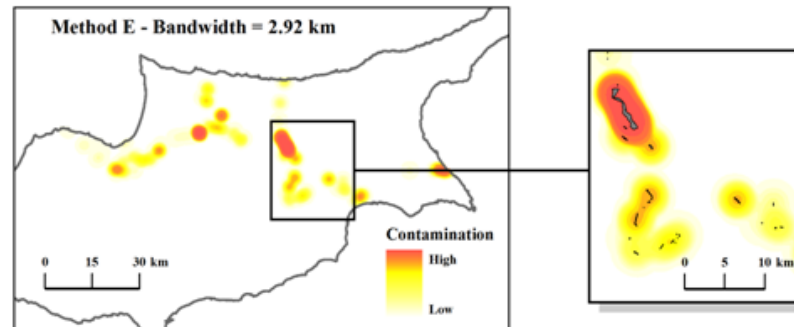 Method E - Bandwidth = 2.92 km
Contamination
High
Low
0 15 30 km
0 5 10 km